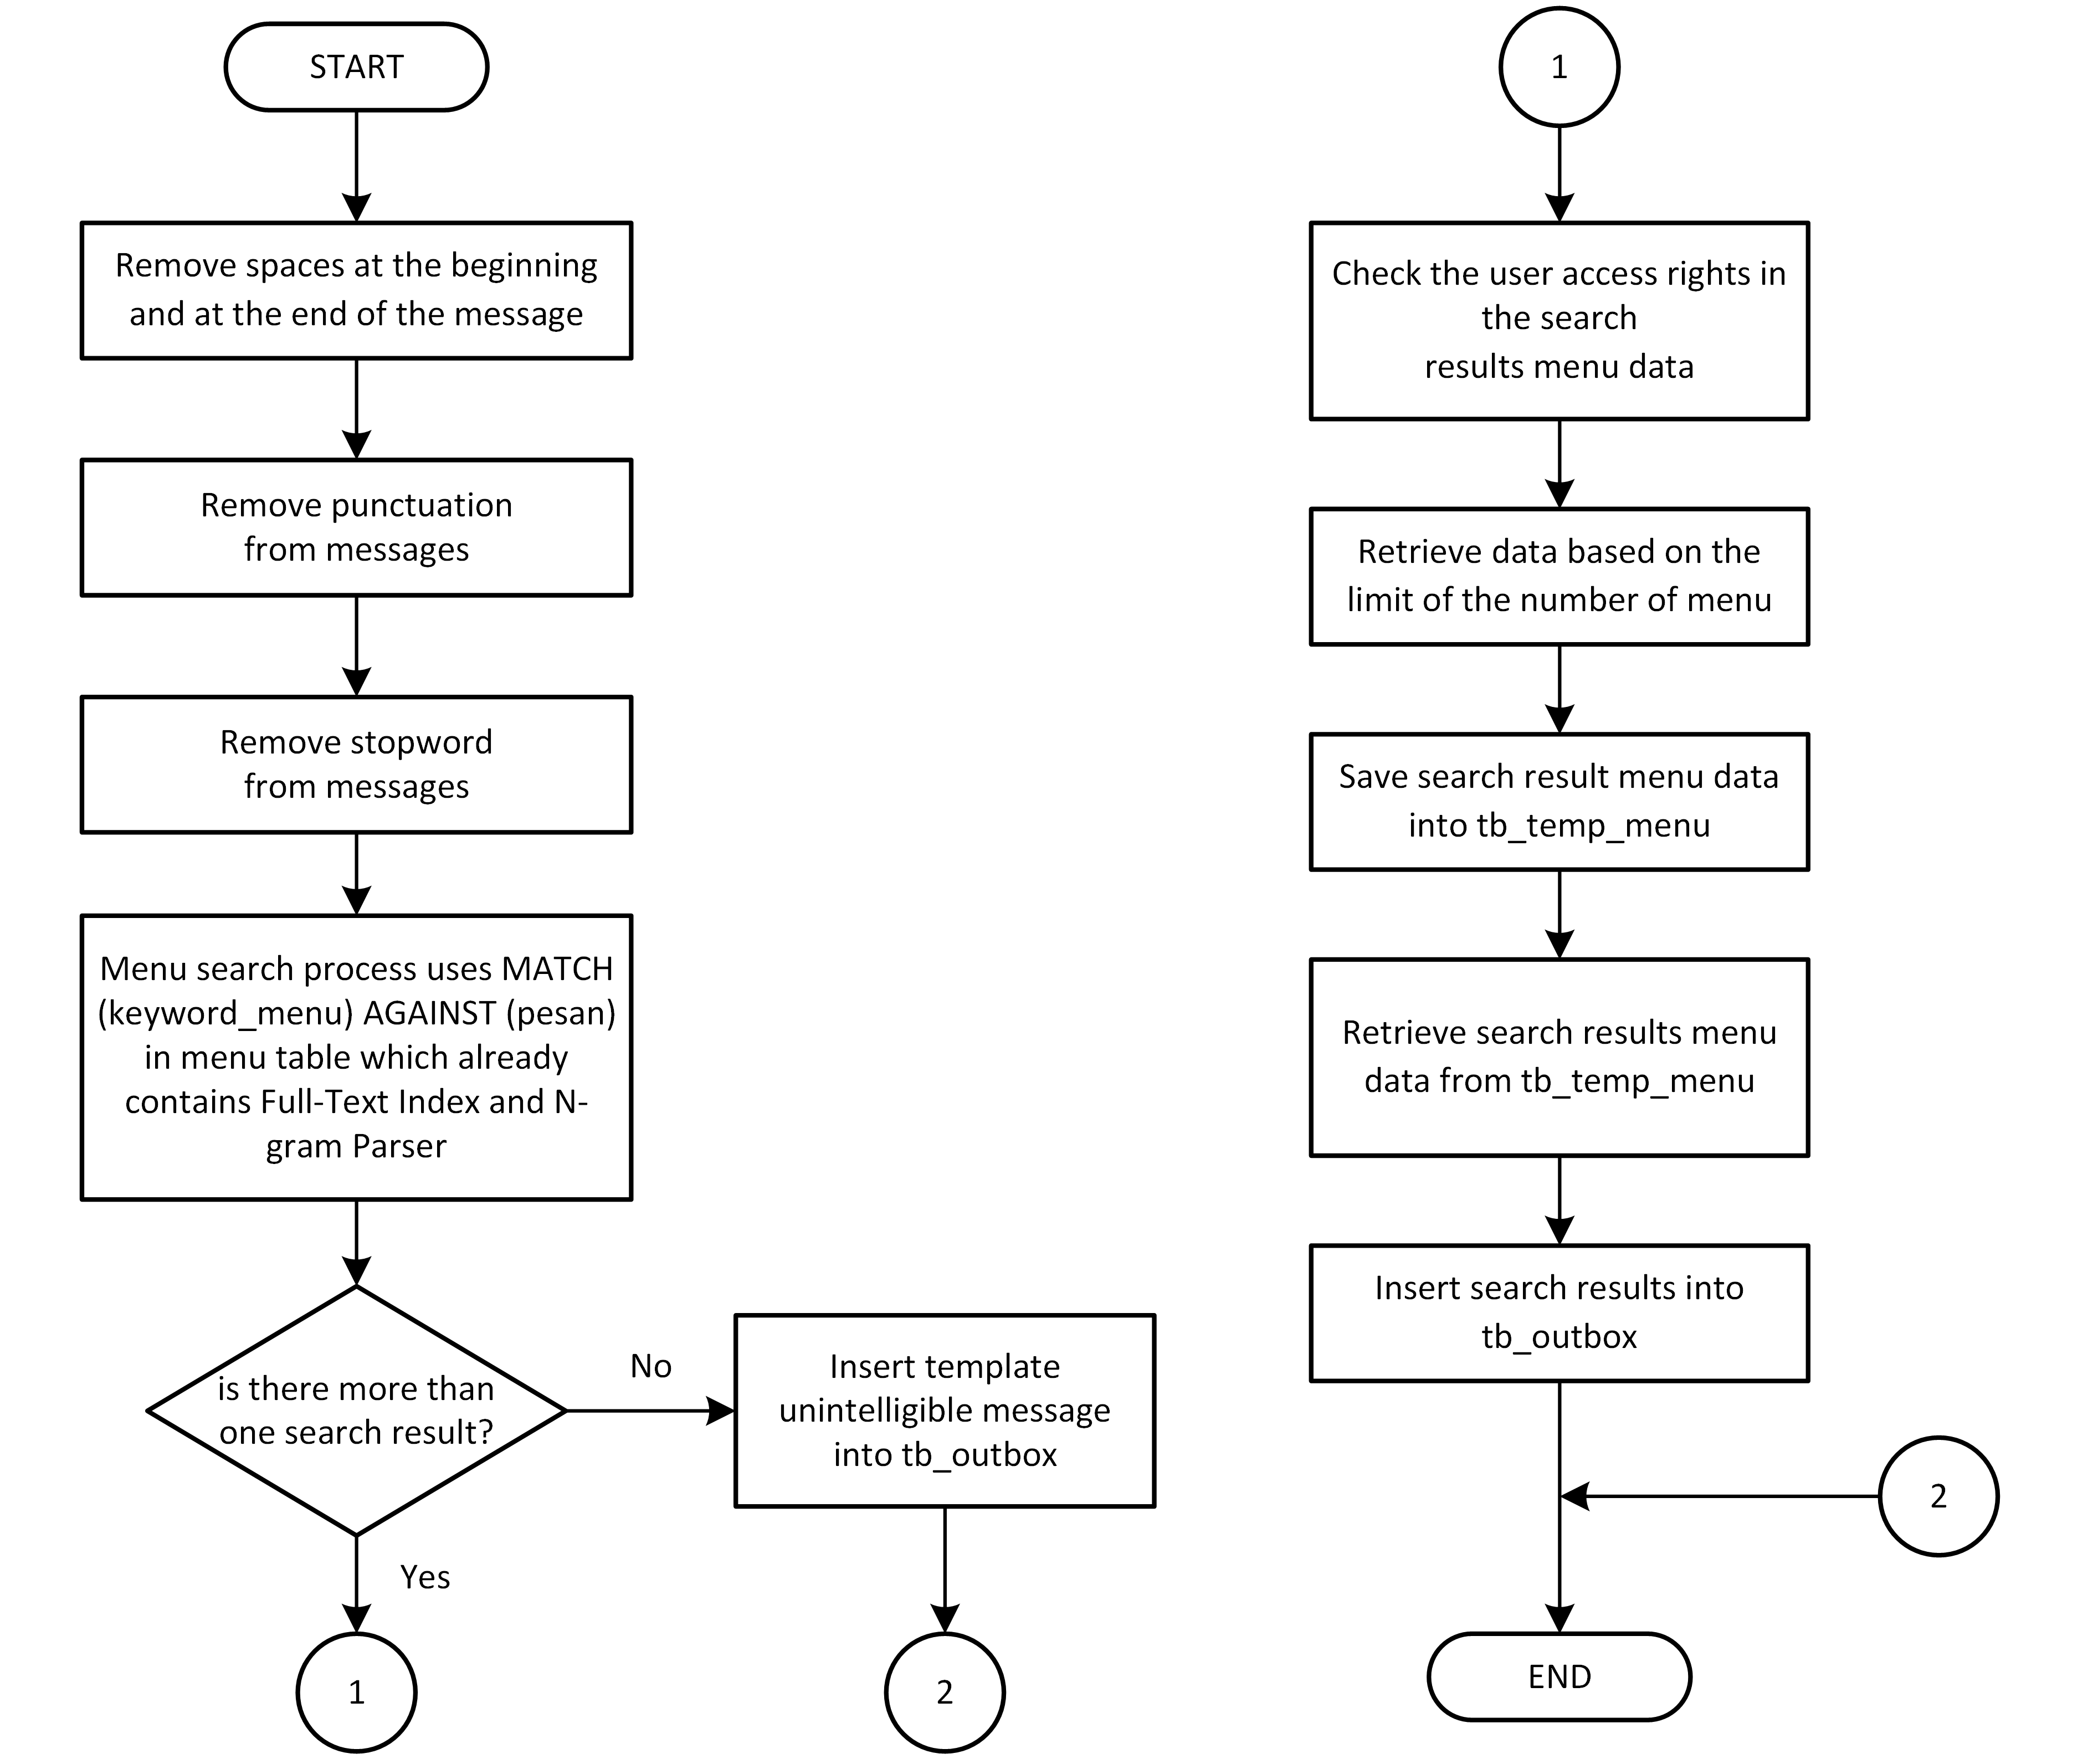 START
Remove spaces at the beginning
and at the end of the message
Remove punctuation
from messages
Remove stopword
from messages
Menu search process uses MATCH
(keyword_menu) AGAINST (pesan)
in menu table which already
contains Full-Text Index and N-
gram Parser
is there more than
one search result?
No
Insert template
unintelligible message
into tb_outbox
Yes
1
2
1
Check the user access rights in
the search
results menu data
Retrieve data based on the
limit of the number of menu
Save search result menu data
into tb_temp_menu
Retrieve search results menu
data from tb_temp_menu
Insert search results into
tb_outbox
2
END